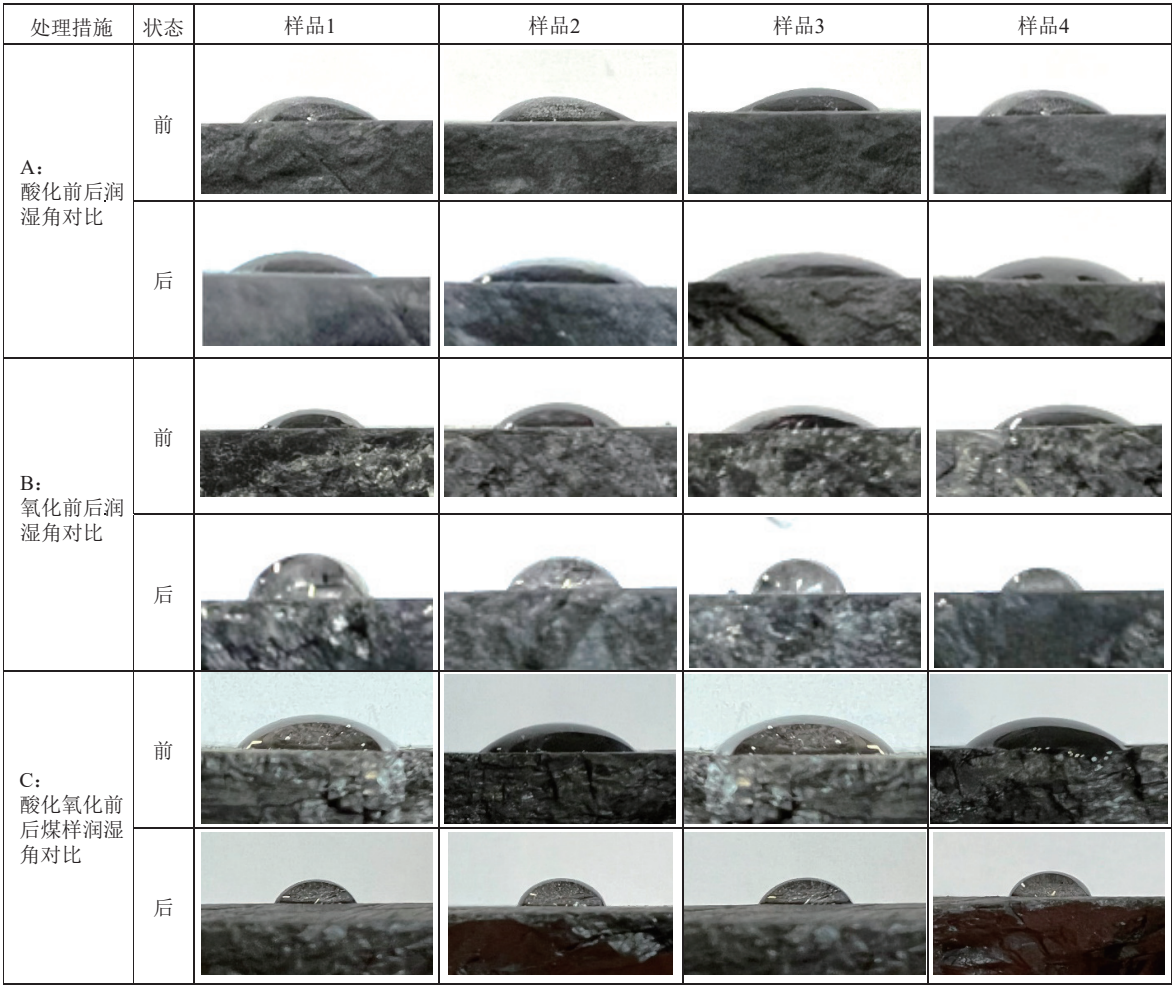 处理措施 状态 样品1 样品2 样品3 样品4
A：
酸化前后润
湿角对比
前
后
B：
氧化前后润
湿角对比
前
后
C：
酸化氧化前
后煤样润湿
角对比
前
后